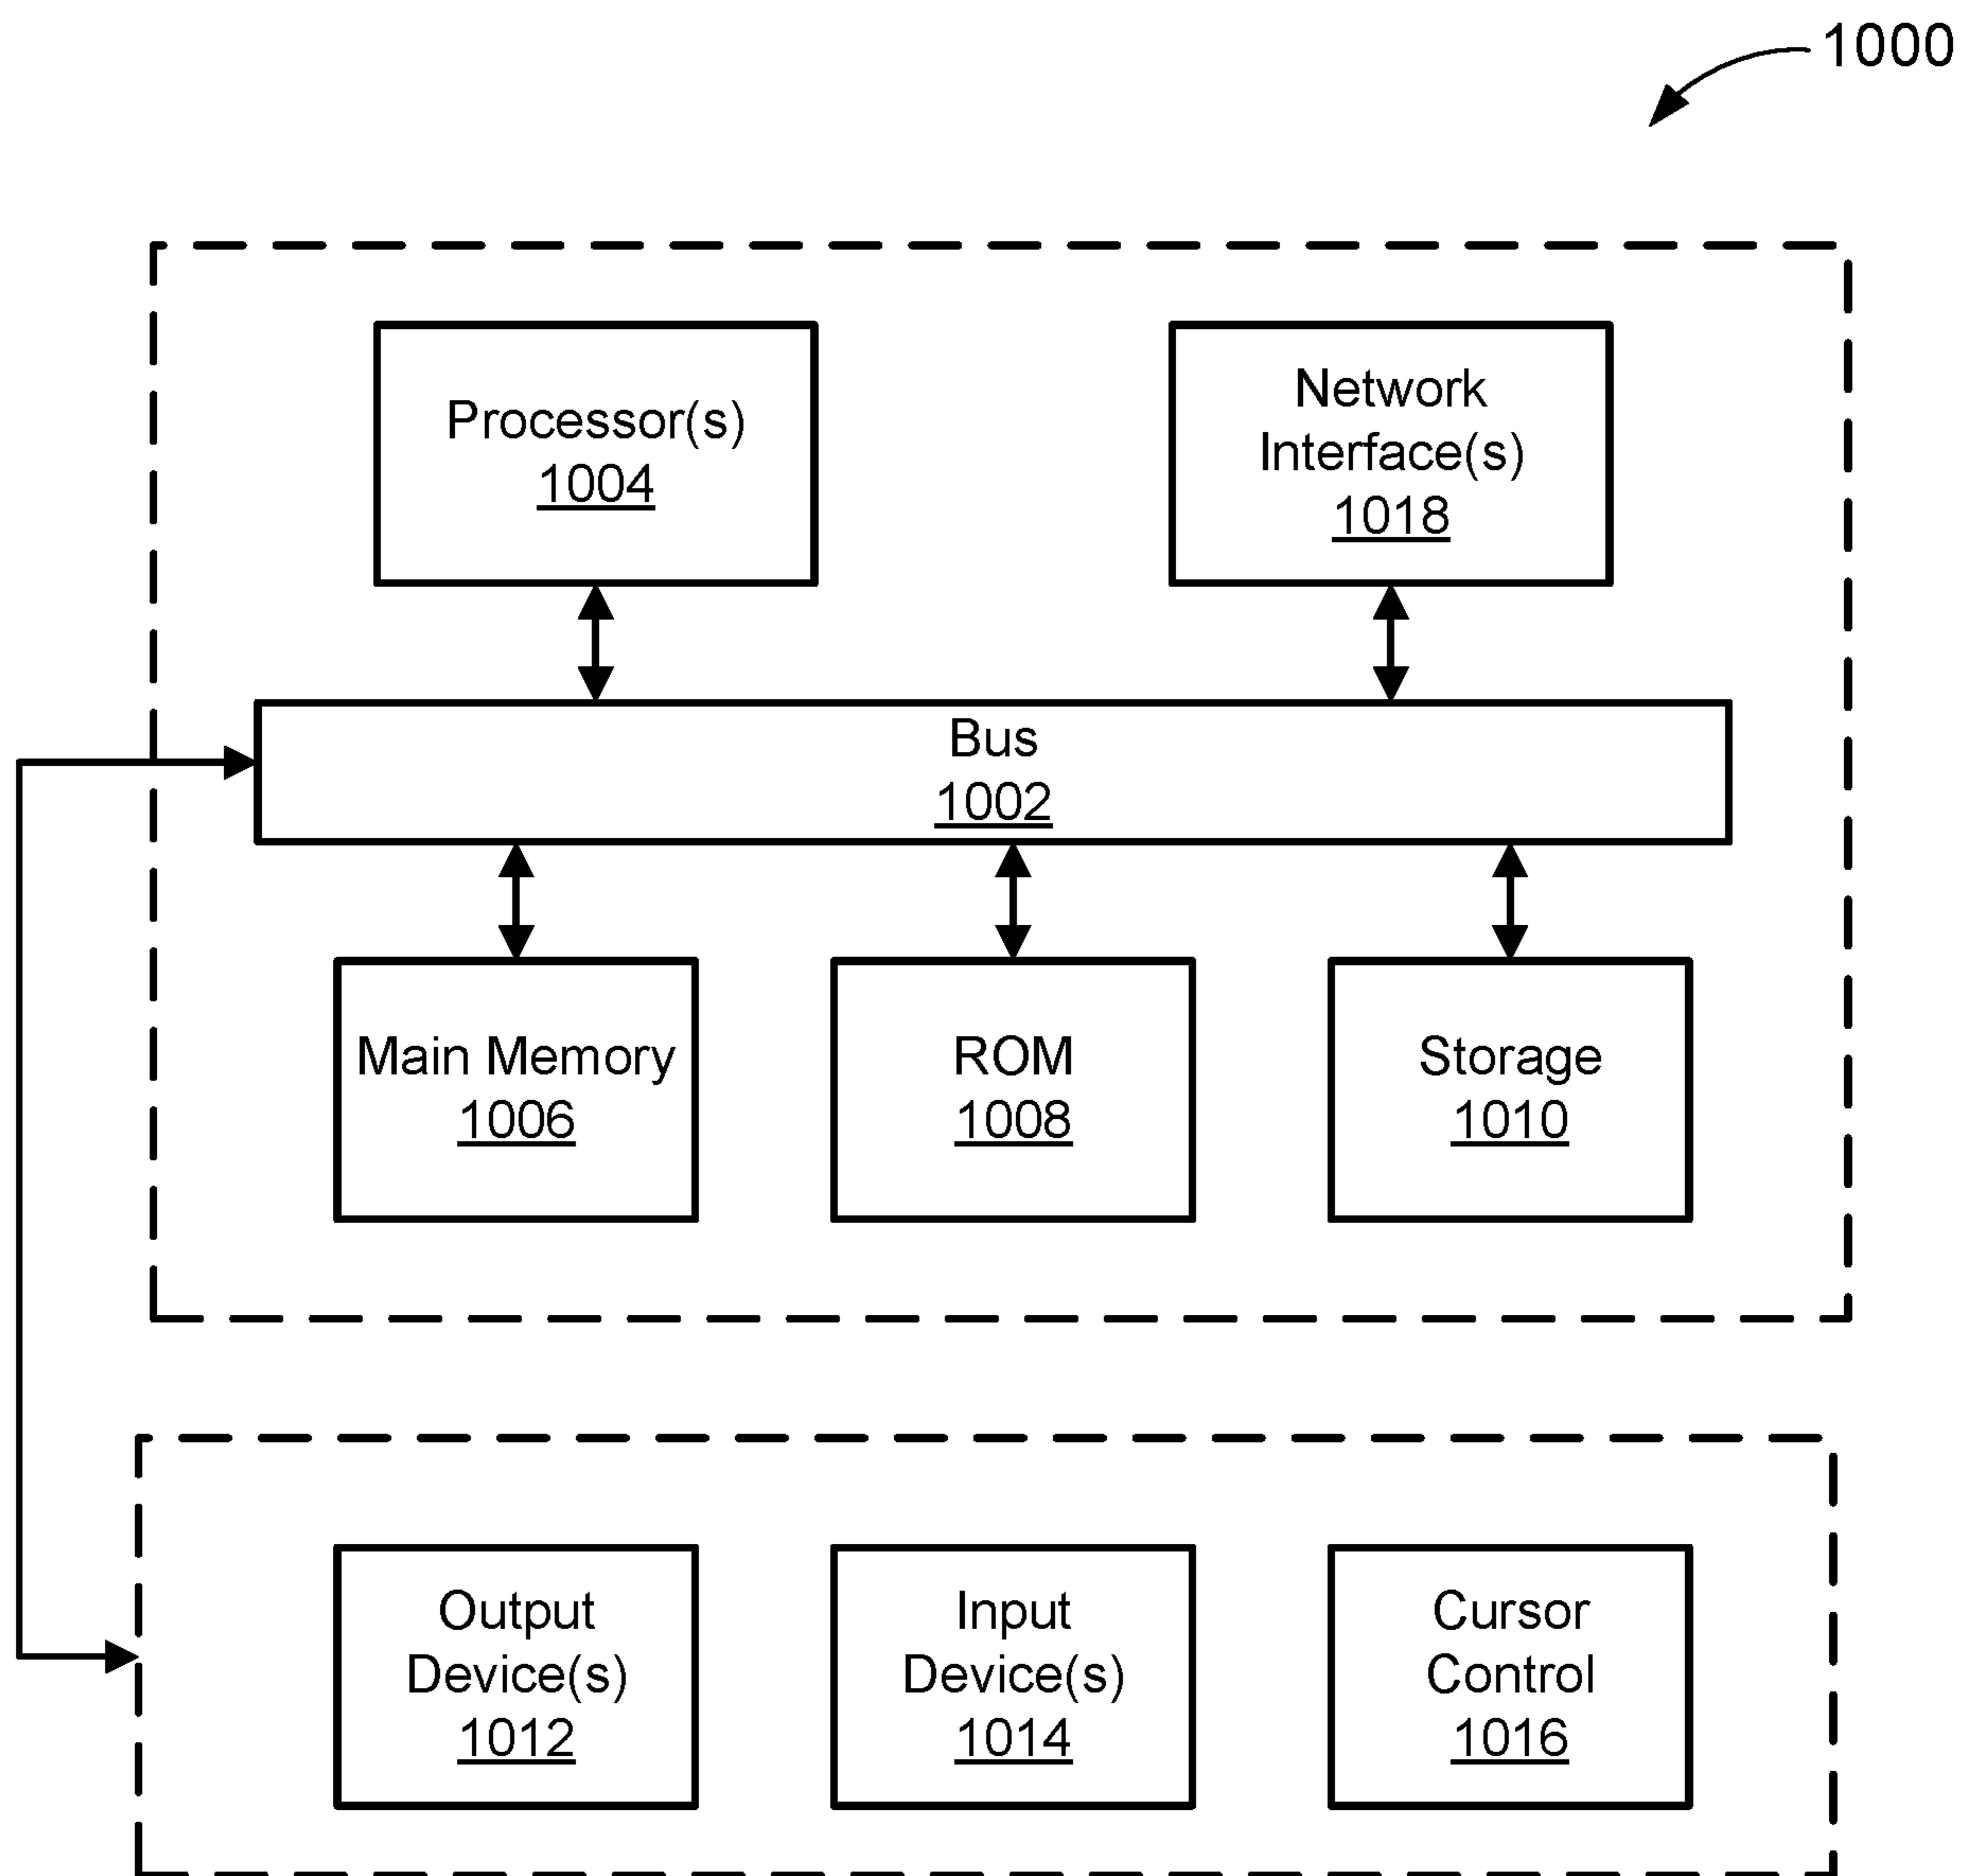 1000
Processor(s)
1004
Network
Interface(s)
1018
Bus
1002
Main Memory
1006
ROM
1008
Storage
1010
Output
Device(s)
1012
Input
Device(s)
1014
Cursor
Control
1016